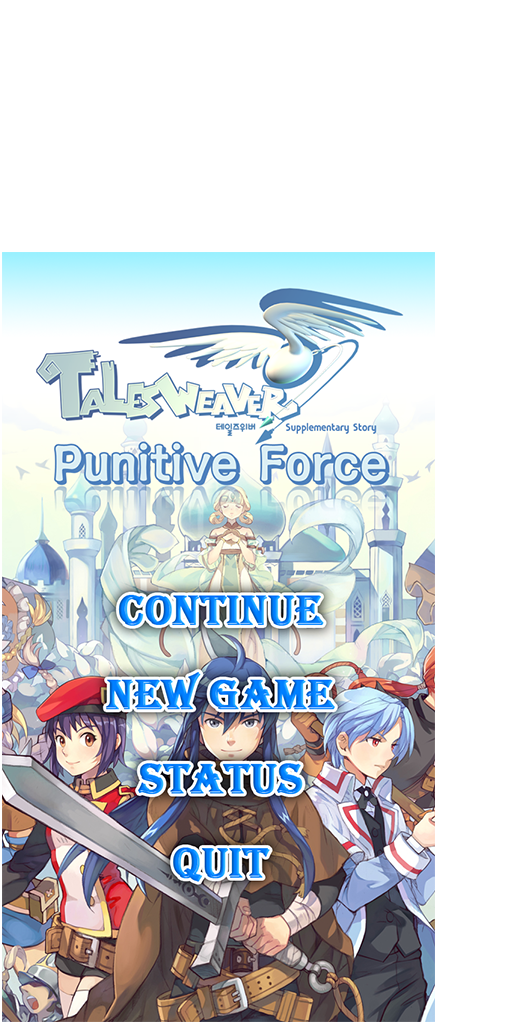 TALESWEAVER
테일즈위버 Supplementary Story
Punitive Force
CONTINUE
NEW GAME
STATUS
QUIT